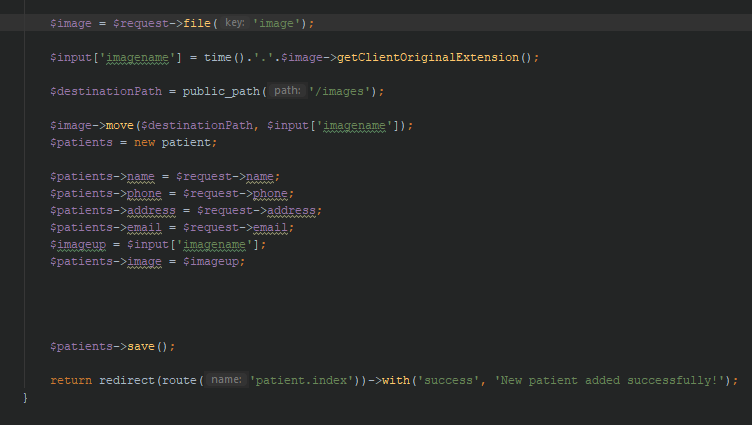 $image = $request->file( key: 'image');
$input['imagename'] = time().'.'.$image->getClientOriginalExtension();
$destinationPath = public_path( path: '/images');
$image->move($destinationPath, $input['imagename']);
$patients = new patient;
$patients->name = $request->name;
$patients->phone = $request->phone;
$patients->address = $request->address;
$patients->email = $request->email;
$imageup = $input['imagename'];
$patients->image = $imageup;
$patients->save();
return redirect(route( name: 'patient.index'))->with('success', 'New patient added successfully!');
}